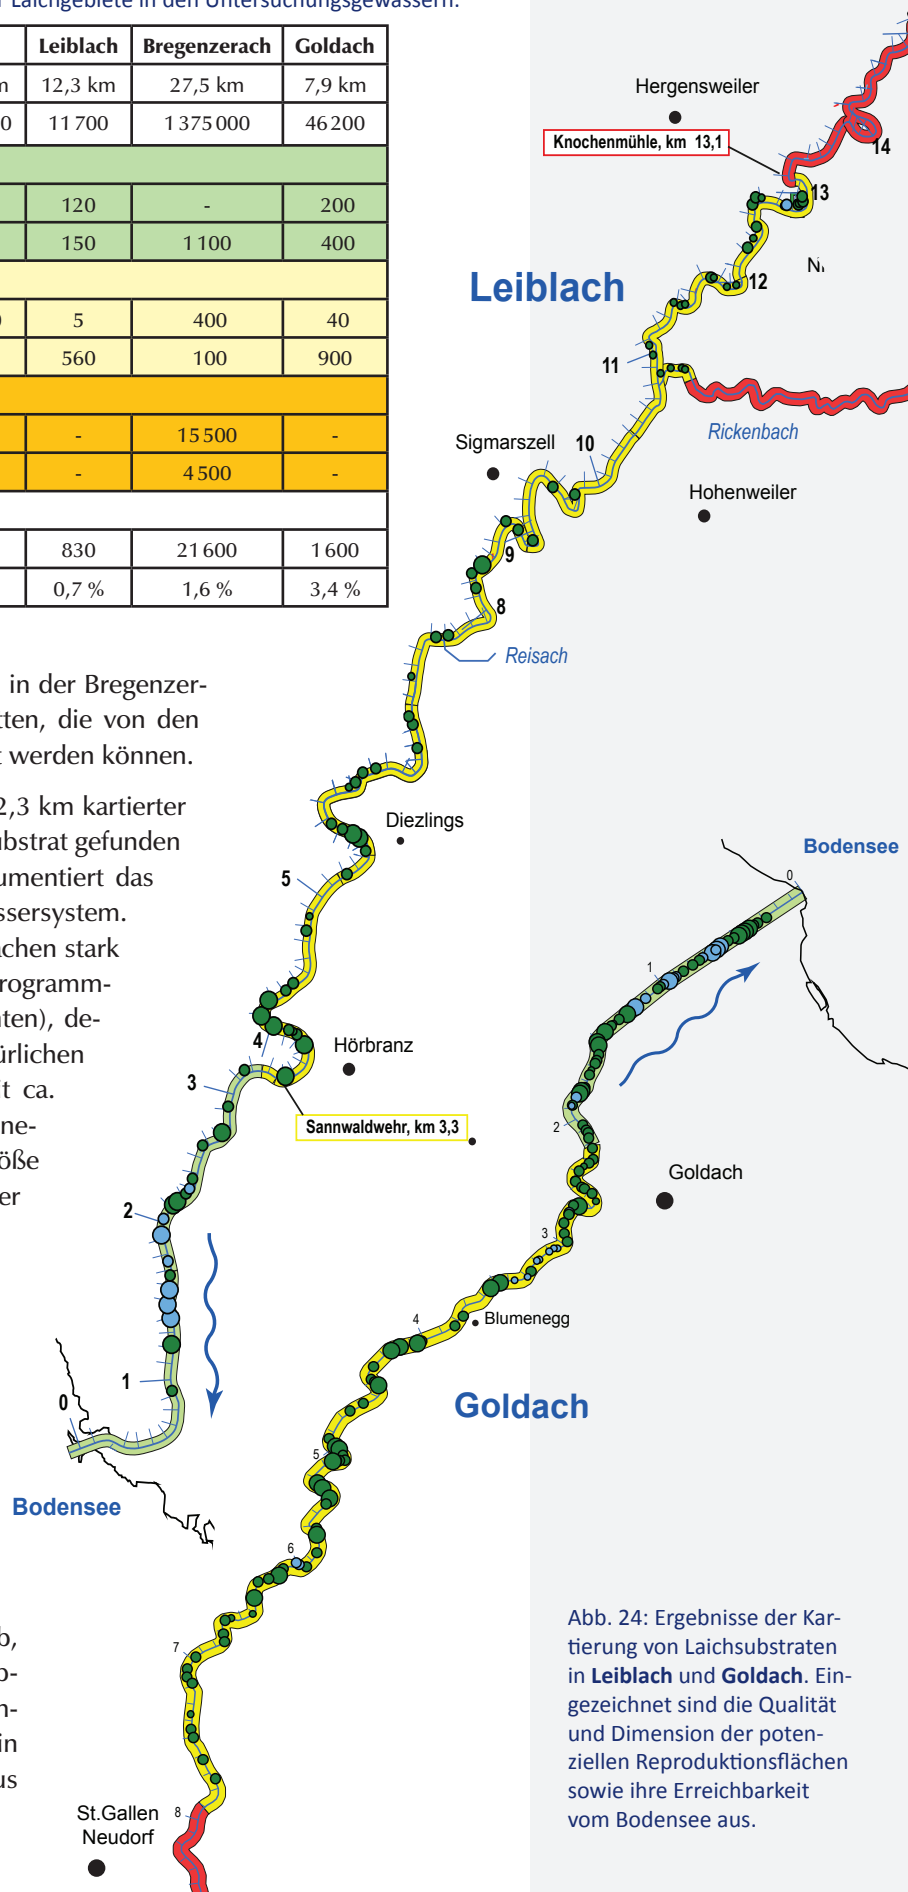 Laichgebiete in den Untersuchungsgewässern.
Leiblach Bregenzerach Goldach
12,3 km 27,5 km 7,9 km
11 700 1 375 000 46 200
120 - 200
150 1 100 400
5 400 40
560 100 900
- 15 500 -
- 4 500 -
830 21 600 1 600
0,7 % 1,6 % 3,4 %
in der Bregenzer-
tten, die von den
t werden können.
2,3 km kartierter
bstrat gefunden
umentiert das
ssersystem.
achen stark
rogramm-
nten), de-
ürlichen
it ca.
ne-
öße
er
b,
o-
n-
in
us
Hergensweiler
Knochenmühle, km 13,1
14
13
12
Leiblach
11
Rickenbach
Sigmarszell
10
Hohenweiler
9
8
Reisach
Diezlings
5
4
Hörbranz
3
Sannwaldwehr, km 3,3
2
1
0
Bodensee
Bodensee
0
1
2
Goldach
3
Blumenegg
4
Goldach
5
6
7
8
St.Gallen
Neudorf
Abb. 24: Ergebnisse der Kar-
tierung von Laichsubstraten
in Leiblach und Goldach. Ein-
gezeichnet sind die Qualität
und Dimension der poten-
ziellen Reproduktionsflächen
sowie ihre Erreichbarkeit
vom Bodensee aus.